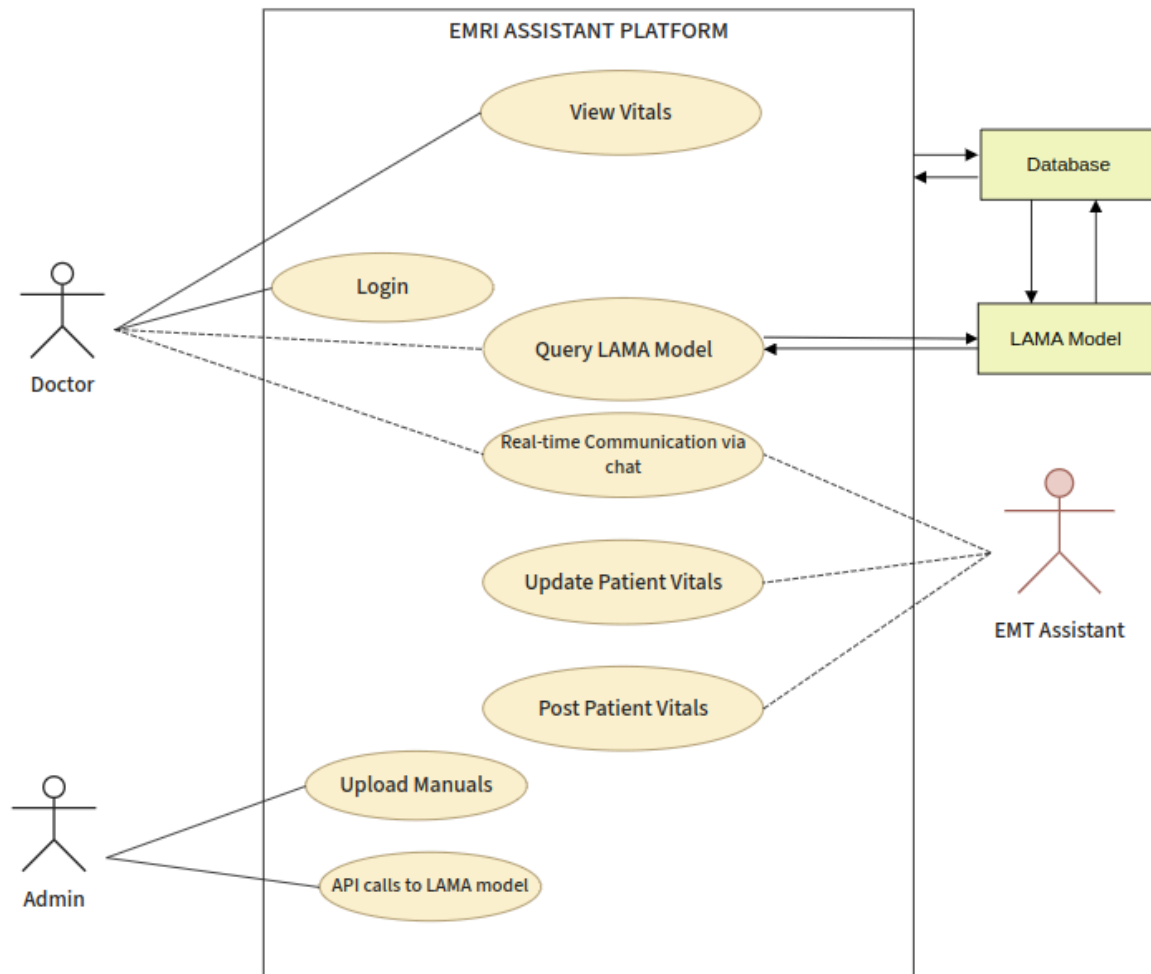 EMRI ASSISTANT PLATFORM
View Vitals
Database
Login
Query LAMA Model
LAMA Model
Doctor
Real-time Communication via
chat
Update Patient Vitals
EMT Assistant
Post Patient Vitals
Upload Manuals
API calls to LAMA model
Admin